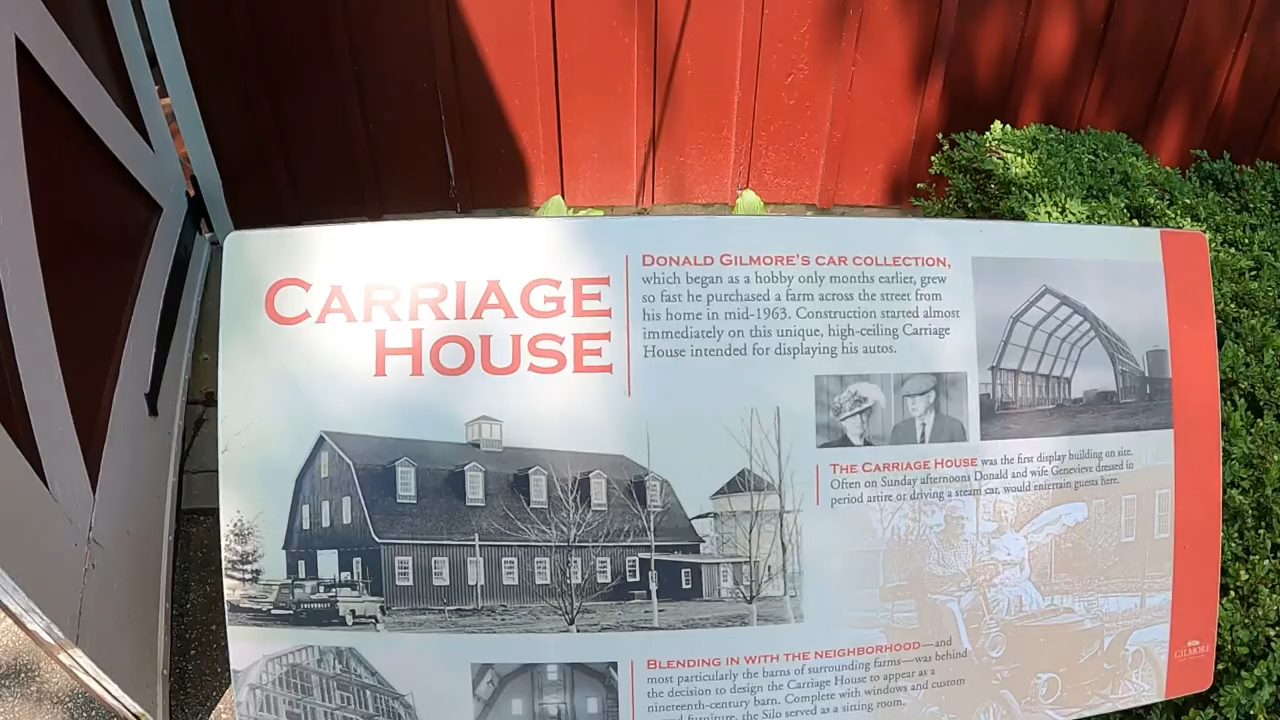 CARRIAGE
HOUSE
DONALD GILMORE'S CAR COLLECTION,
which began as a hobby only months earlier, grew
so fast he purchased a farm across the street from
his home in mid-1963. Construction started almost
immediately on this unique, high-ceiling Carriage
House intended for displaying his autos.
THE CARRIAGE HOUSE was the first display building on site.
Often on Sunday afternoons Donald and wife Genevieve dressed in
period attire or driving a steam car, would entertain guests here.
CHEVROLET
BLENDING IN WITH THE NEIGHBORHOOD—and
most particularly the barns of surrounding farms—was behind
the decision to design the Carriage House to appear as a
nineteenth-century barn. Complete with windows and custom
furniture, the Silo served as a sitting room.
GILMORE